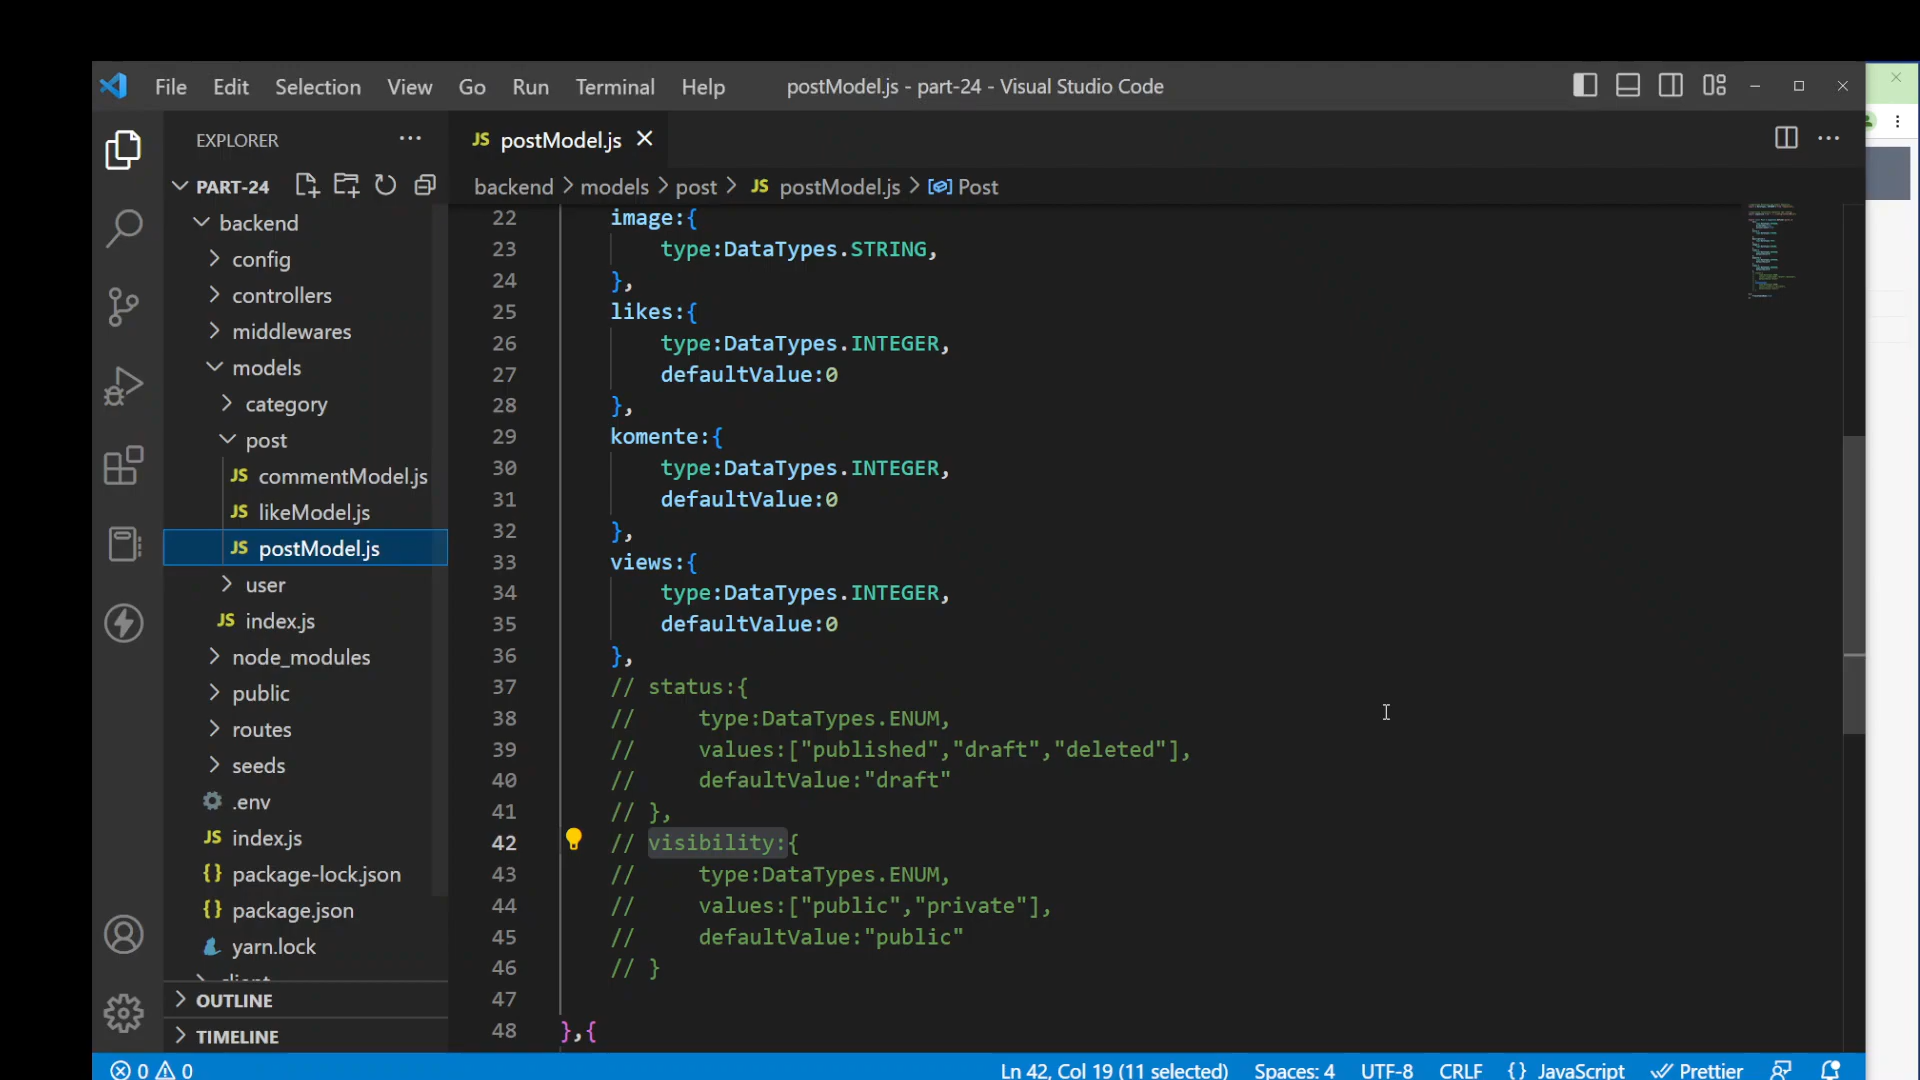 File Edit Selection View Go Run Terminal Help postModel.js - part-24 - Visual Studio Code
EXPLORER
JS postModel.js
PART-24
backend > models > post > JS postModel.js > Post
backend
config
controllers
middlewares
models
category
post
JS commentModel.js
JS likeModel.js
JS postModel.js
user
JS index.js
node_modules
public
routes
seeds
.env
JS index.js
{} package-lock.json
{} package.json
yarn.lock
OUTLINE
TIMELINE
22 image:{
23 type:DataTypes.STRING,
24 },
25 likes:{
26 type:DataTypes.INTEGER,
27 defaultValue:0
28 },
29 komente:{
30 type:DataTypes.INTEGER,
31 defaultValue:0
32 },
33 views:{
34 type:DataTypes.INTEGER,
35 defaultValue:0
36 },
37 // status:{
38 // type:DataTypes.ENUM,
39 // values:["published","draft","deleted"],
40 // defaultValue:"draft"
41 // },
42 // visibility:{
43 // type:DataTypes.ENUM,
44 // values:["public","private"],
45 // defaultValue:"public"
46 // }
47
48 },{
0 0 Ln 42, Col 19 (11 selected) Spaces: 4 UTF-8 CRLF {} JavaScript Prettier